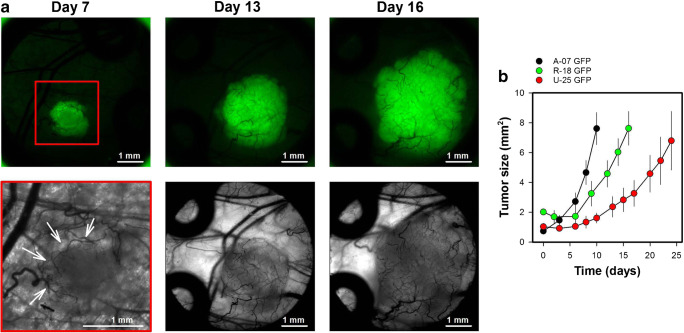 a
Day 7
Day 13
Day 16
1 mm
1 mm
1 mm
1 mm
1 mm
1 mm
b
A-07 GFP
R-18 GFP
U-25 GFP
Tumor size (mm²)
10
8
6
4
2
0
0 5 10 15 20 25
Time (days)